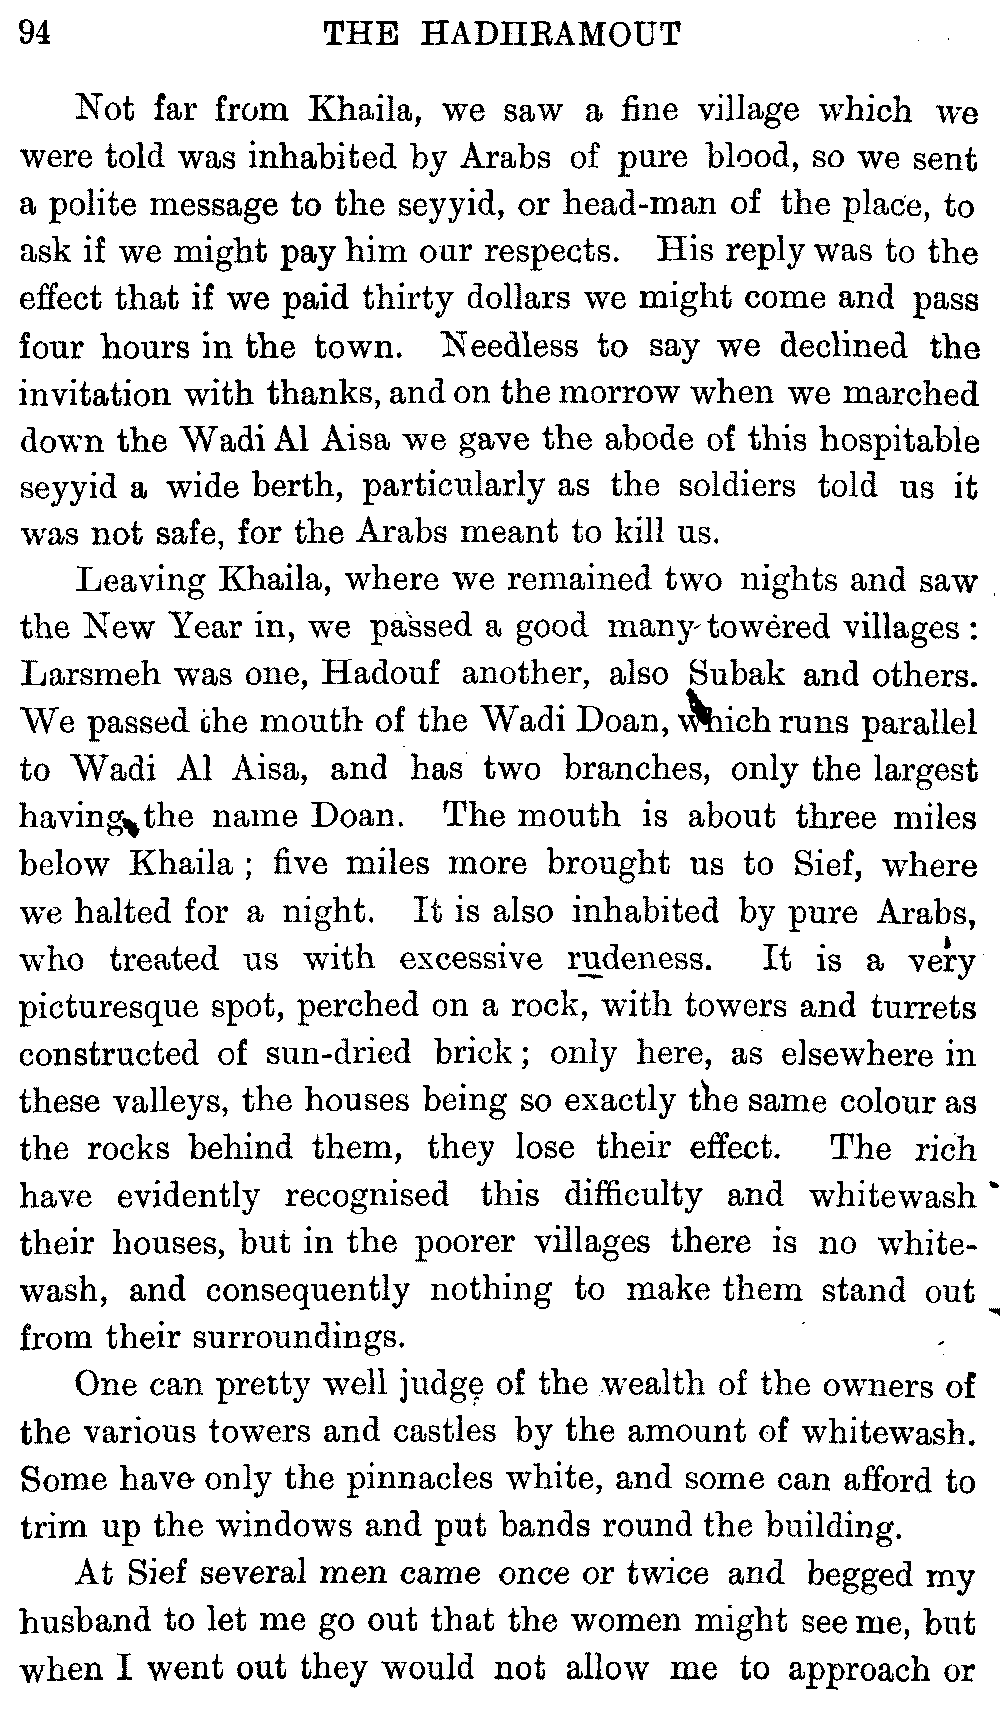 94 THE HADHRAMOUT
Not far from Khaila, we saw a fine village which we
were told was inhabited by Arabs of pure blood, so we sent
a polite message to the seyyid, or head-man of the place, to
ask if we might pay him our respects. His reply was to the
effect that if we paid thirty dollars we might come and pass
four hours in the town. Needless to say we declined the
invitation with thanks, and on the morrow when we marched
down the Wadi Al Aisa we gave the abode of this hospitable
seyyid a wide berth, particularly as the soldiers told us it
was not safe, for the Arabs meant to kill us.
Leaving Khaila, where we remained two nights and saw
the New Year in, we passed a good many-towered villages :
Larsmeh was one, Hadouf another, also Subak and others.
We passed the mouth of the Wadi Doan, which runs parallel
to Wadi Al Aisa, and has two branches, only the largest
having the name Doan. The mouth is about three miles
below Khaila ; five miles more brought us to Sief, where
we halted for a night. It is also inhabited by pure Arabs,
who treated us with excessive rudeness. It is a very
picturesque spot, perched on a rock, with towers and turrets
constructed of sun-dried brick ; only here, as elsewhere in
these valleys, the houses being so exactly the same colour as
the rocks behind them, they lose their effect. The rich
have evidently recognised this difficulty and whitewash
their houses, but in the poorer villages there is no white-
wash, and consequently nothing to make them stand out
from their surroundings.
One can pretty well judge of the wealth of the owners of
the various towers and castles by the amount of whitewash.
Some have only the pinnacles white, and some can afford to
trim up the windows and put bands round the building.
At Sief several men came once or twice and begged my
husband to let me go out that the women might see me, but
when I went out they would not allow me to approach or